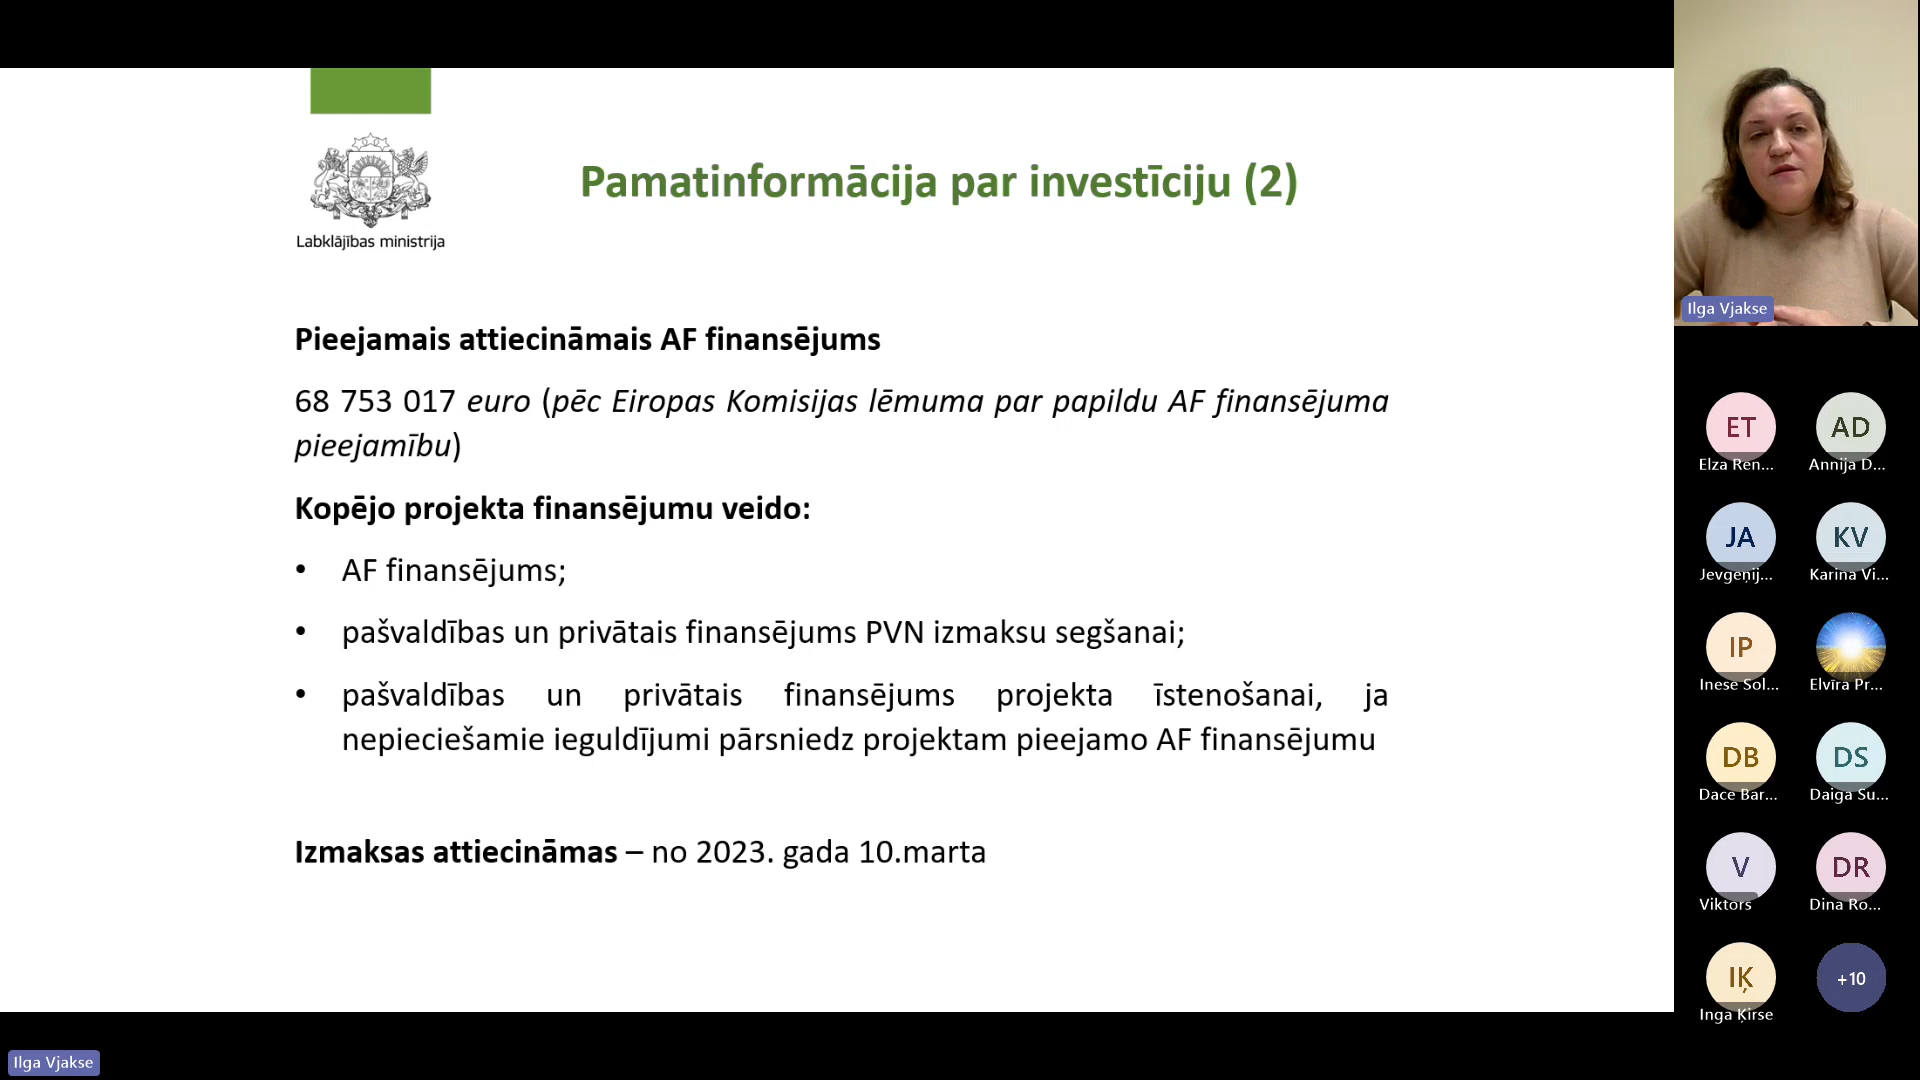 Labklājības ministrija
Pamatinformācija par investīciju (2)
Pieejamais attiecināmais AF finansējums
68 753 017 euro (pēc Eiropas Komisijas lēmuma par papildu AF finansējuma
pieejamību)
Kopējo projekta finansējumu veido:
• AF finansējums;
• pašvaldības un privātais finansējums PVN izmaksu segšanai;
• pašvaldības un privātais finansējums projekta īstenošanai, ja
nepieciešamie ieguldījumi pārsniedz projektam pieejamo AF finansējumu
Izmaksas attiecināmas – no 2023. gada 10.marta
Ilga Vjakse
ET
Elza Ren...
AD
Annija D...
JA
Jevgeņij...
KV
Karina Vi...
IP
Inese Sol...
Elvīra Pr...
DB
Dace Bar...
DS
Daiga Su...
V
Viktors
DR
Dina Ro...
IĶ
Inga Ķirse
+10
Ilga Vjakse